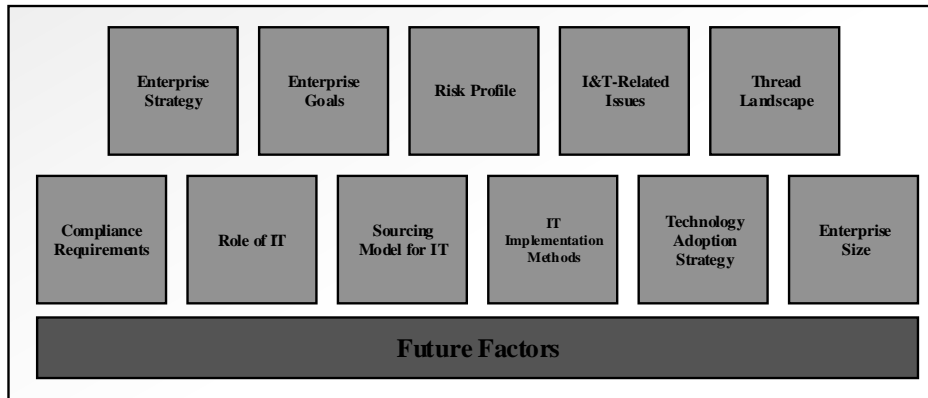 Enterprise
Strategy
Enterprise
Goals
Risk Profile
I&T-Related
Issues
Thread
Landscape
Compliance
Requirements
Role of IT
Sourcing
Model for IT
IT
Implementation
Methods
Technology
Adoption
Strategy
Enterprise
Size
Future Factors